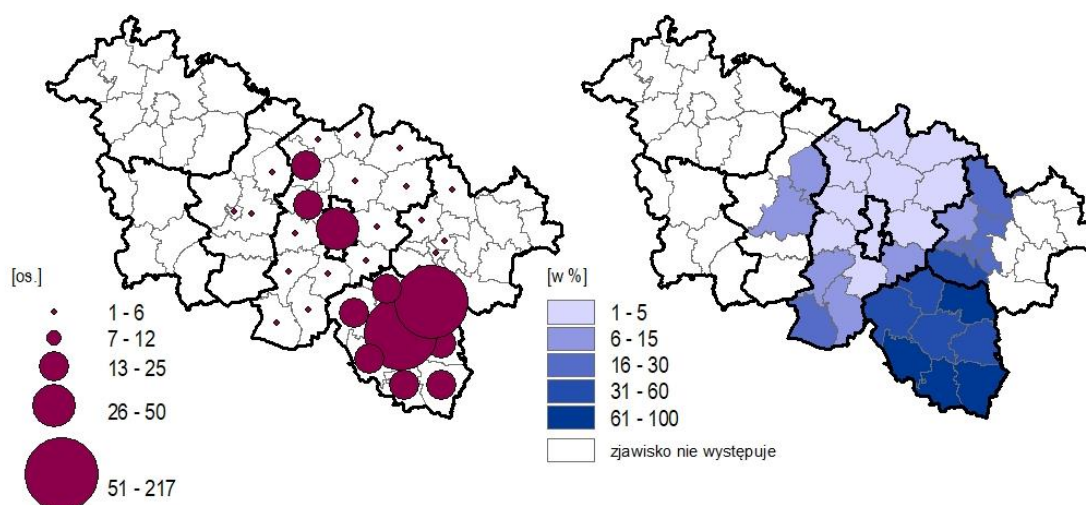 [os.]
1 - 6
7 - 12
13 - 25
26 - 50
51 - 217
[w %]
1 - 5
6 - 15
16 - 30
31 - 60
61 - 100
zjawisko nie występuje